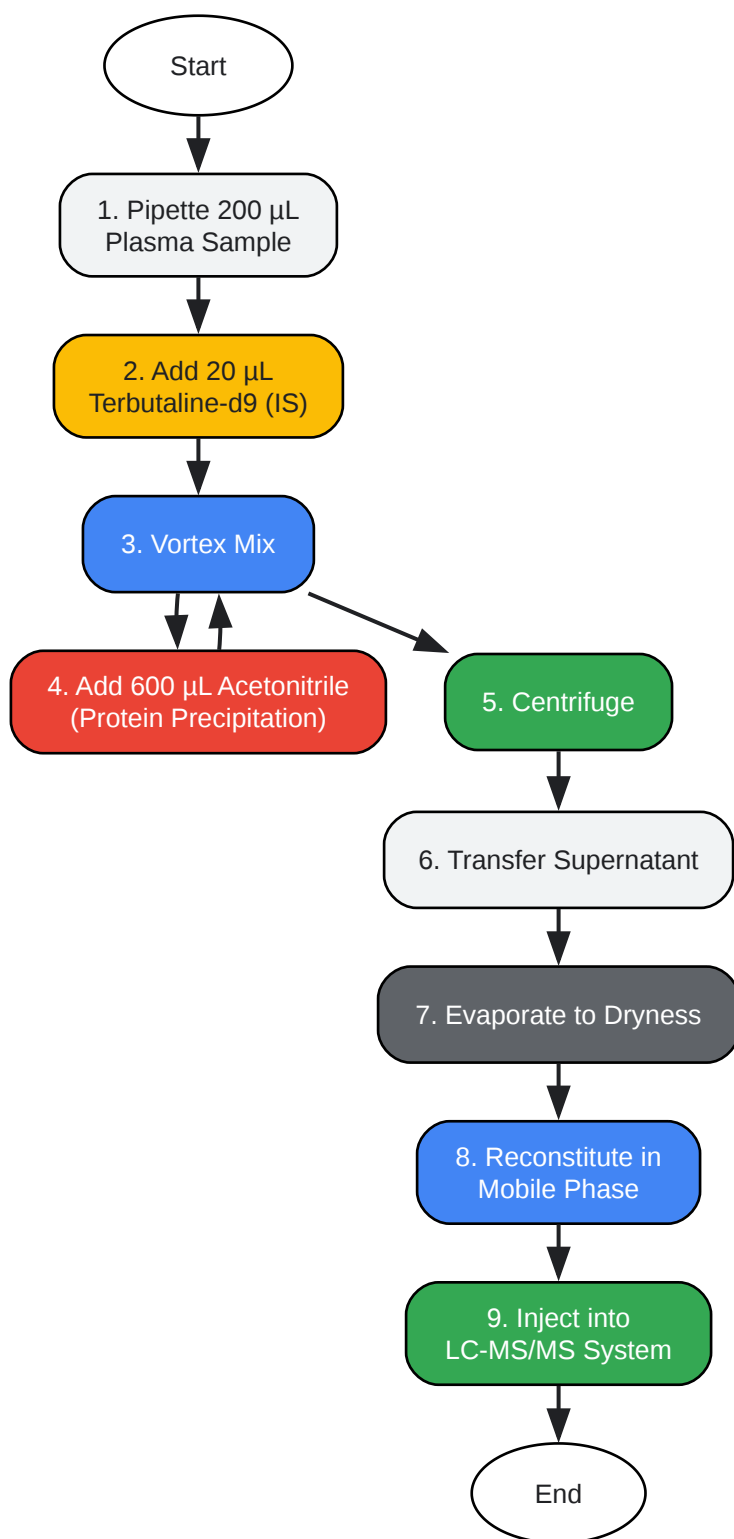 Start
1. Pipette 200 µL
Plasma Sample
2. Add 20 µL
Terbutaline-d9 (IS)
3. Vortex Mix
4. Add 600 µL Acetonitrile
(Protein Precipitation)
5. Centrifuge
6. Transfer Supernatant
7. Evaporate to Dryness
8. Reconstitute in
Mobile Phase
9. Inject into
LC-MS/MS System
End